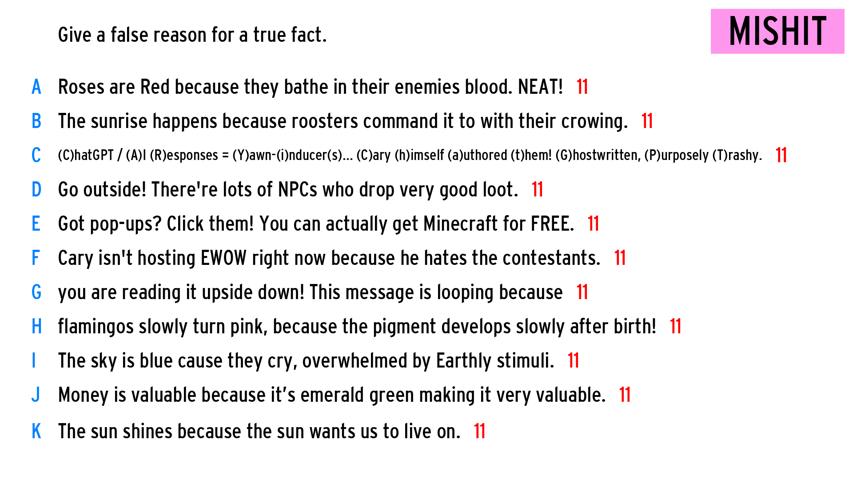 Give a false reason for a true fact.
MISHIT
A Roses are Red because they bathe in their enemies blood. NEAT! 11
B The sunrise happens because roosters command it to with their crowing. 11
C (C)hatGPT / (A)I (R)esponses = (Y)awn-(i)nducer(s)... (C)ary (h)imself (a)uthored (t)hem! (G)hostwritten, (P)urposely (T)rashy. 11
D Go outside! There're lots of NPCs who drop very good loot. 11
E Got pop-ups? Click them! You can actually get Minecraft for FREE. 11
F Cary isn't hosting EWOW right now because he hates the contestants. 11
G you are reading it upside down! This message is looping because 11
H flamingos slowly turn pink, because the pigment develops slowly after birth! 11
I The sky is blue cause they cry, overwhelmed by Earthly stimuli. 11
J Money is valuable because it’s emerald green making it very valuable. 11
K The sun shines because the sun wants us to live on. 11